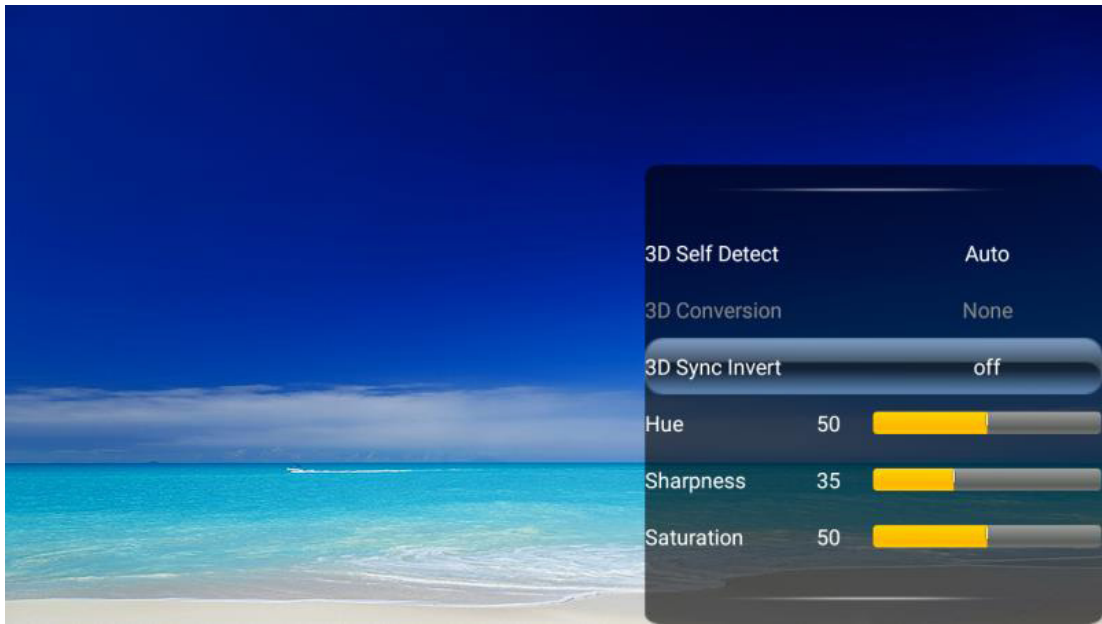 3D Self Detect Auto
3D Conversion None
3D Sync Invert off
Hue 50
Sharpness 35
Saturation 50